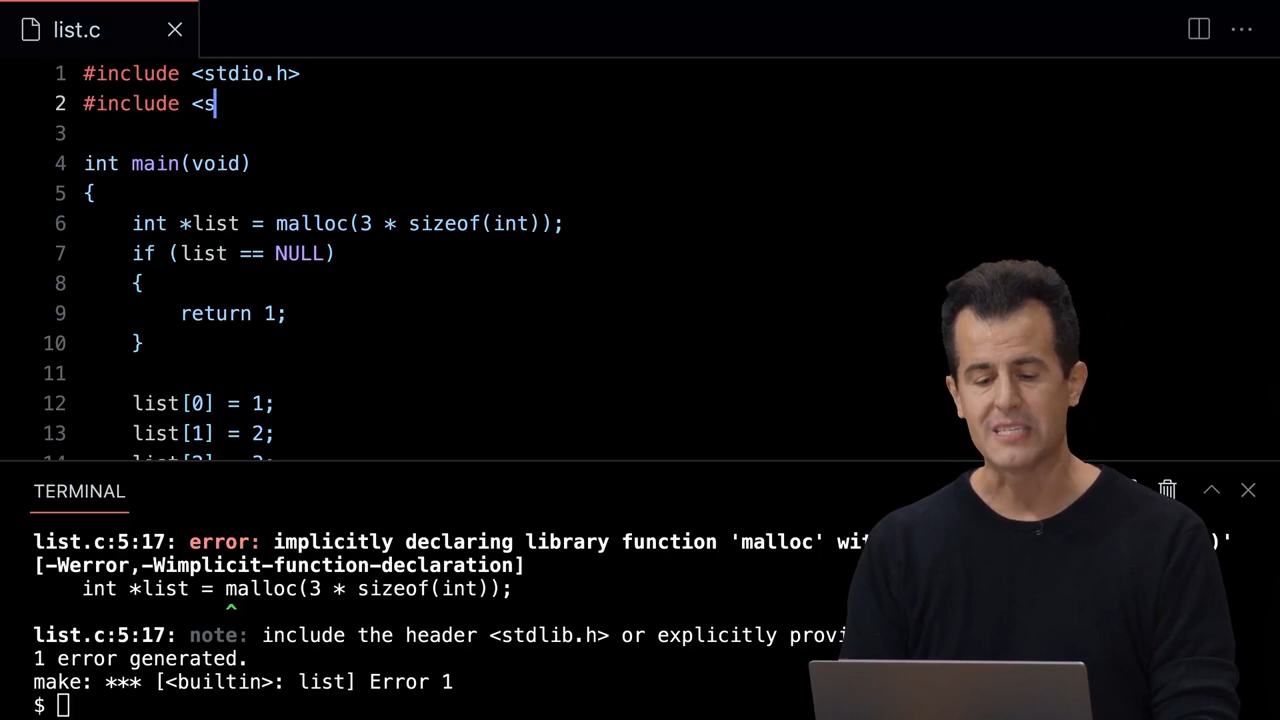 list.c
1 #include <stdio.h>
2 #include <s
3
4 int main(void)
5 {
6 int *list = malloc(3 * sizeof(int));
7 if (list == NULL)
8 {
9 return 1;
10 }
11
12 list[0] = 1;
13 list[1] = 2;
TERMINAL
list.c:5:17: error: implicitly declaring library function 'malloc' )'
[-Werror,-Wimplicit-function-declaration]
int *list = malloc(3 * sizeof(int));
^
list.c:5:17: note: include the header <stdlib.h> or explicitly
1 error generated.
make: *** [<builtin>: list] Error 1
$